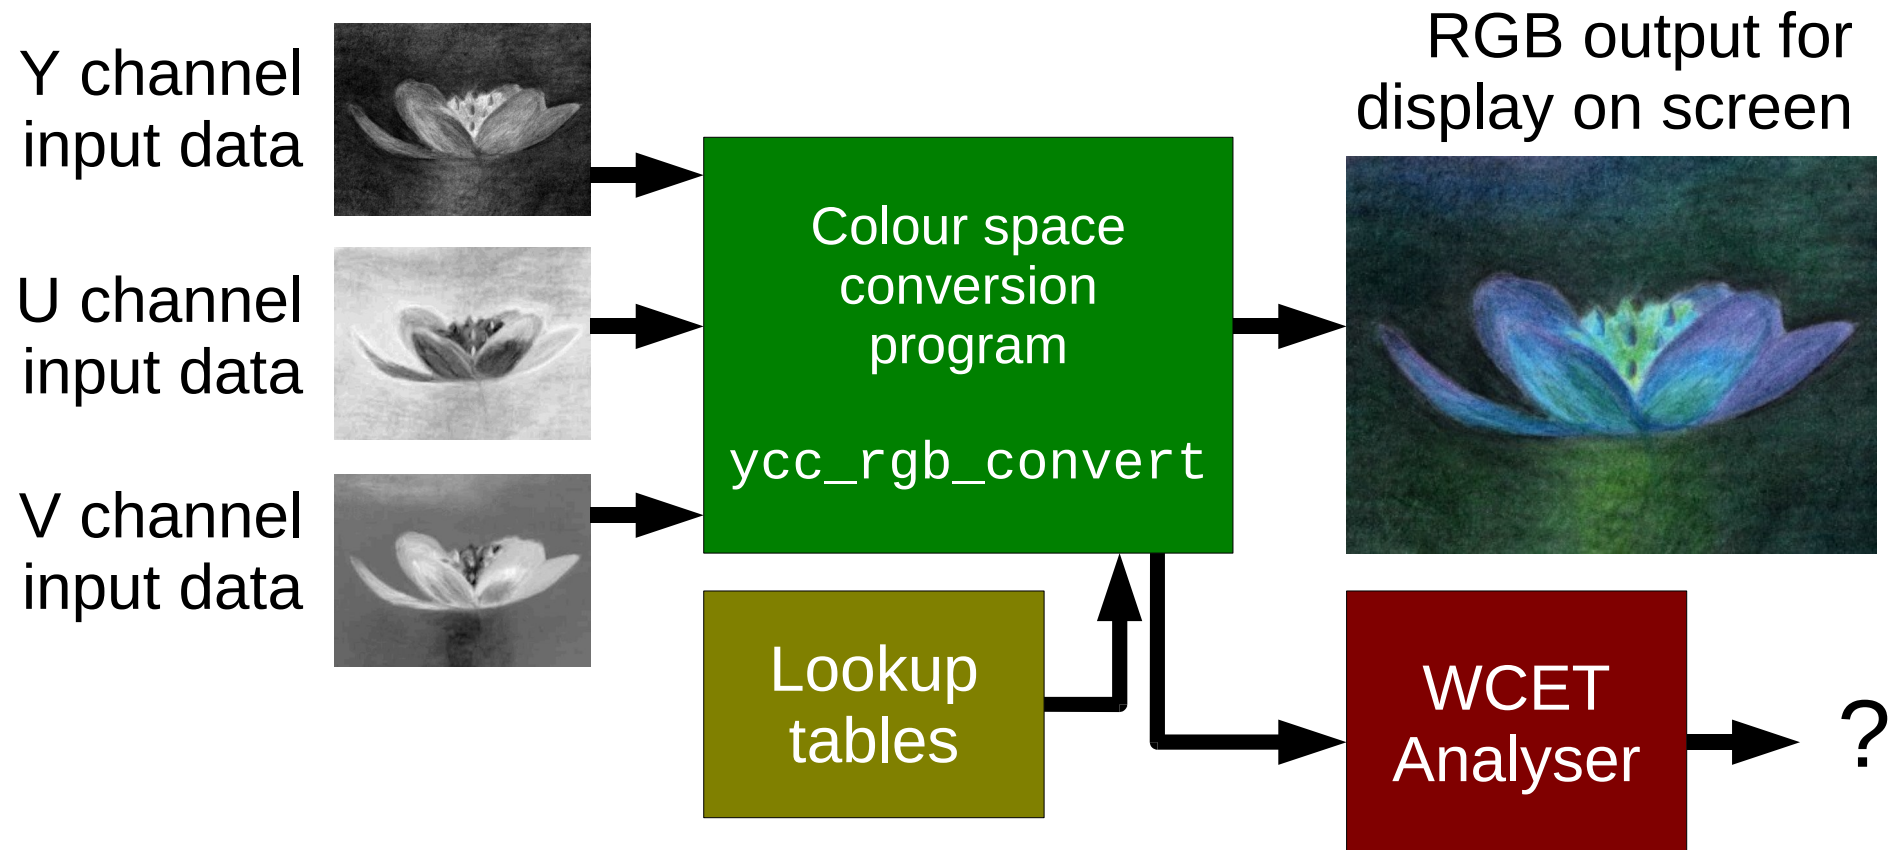 Y channel
input data
U channel
input data
V channel
input data
Colour space
conversion
program
ycc_rgb_convert
Lookup
tables
RGB output for
display on screen
WCET
Analyser
?